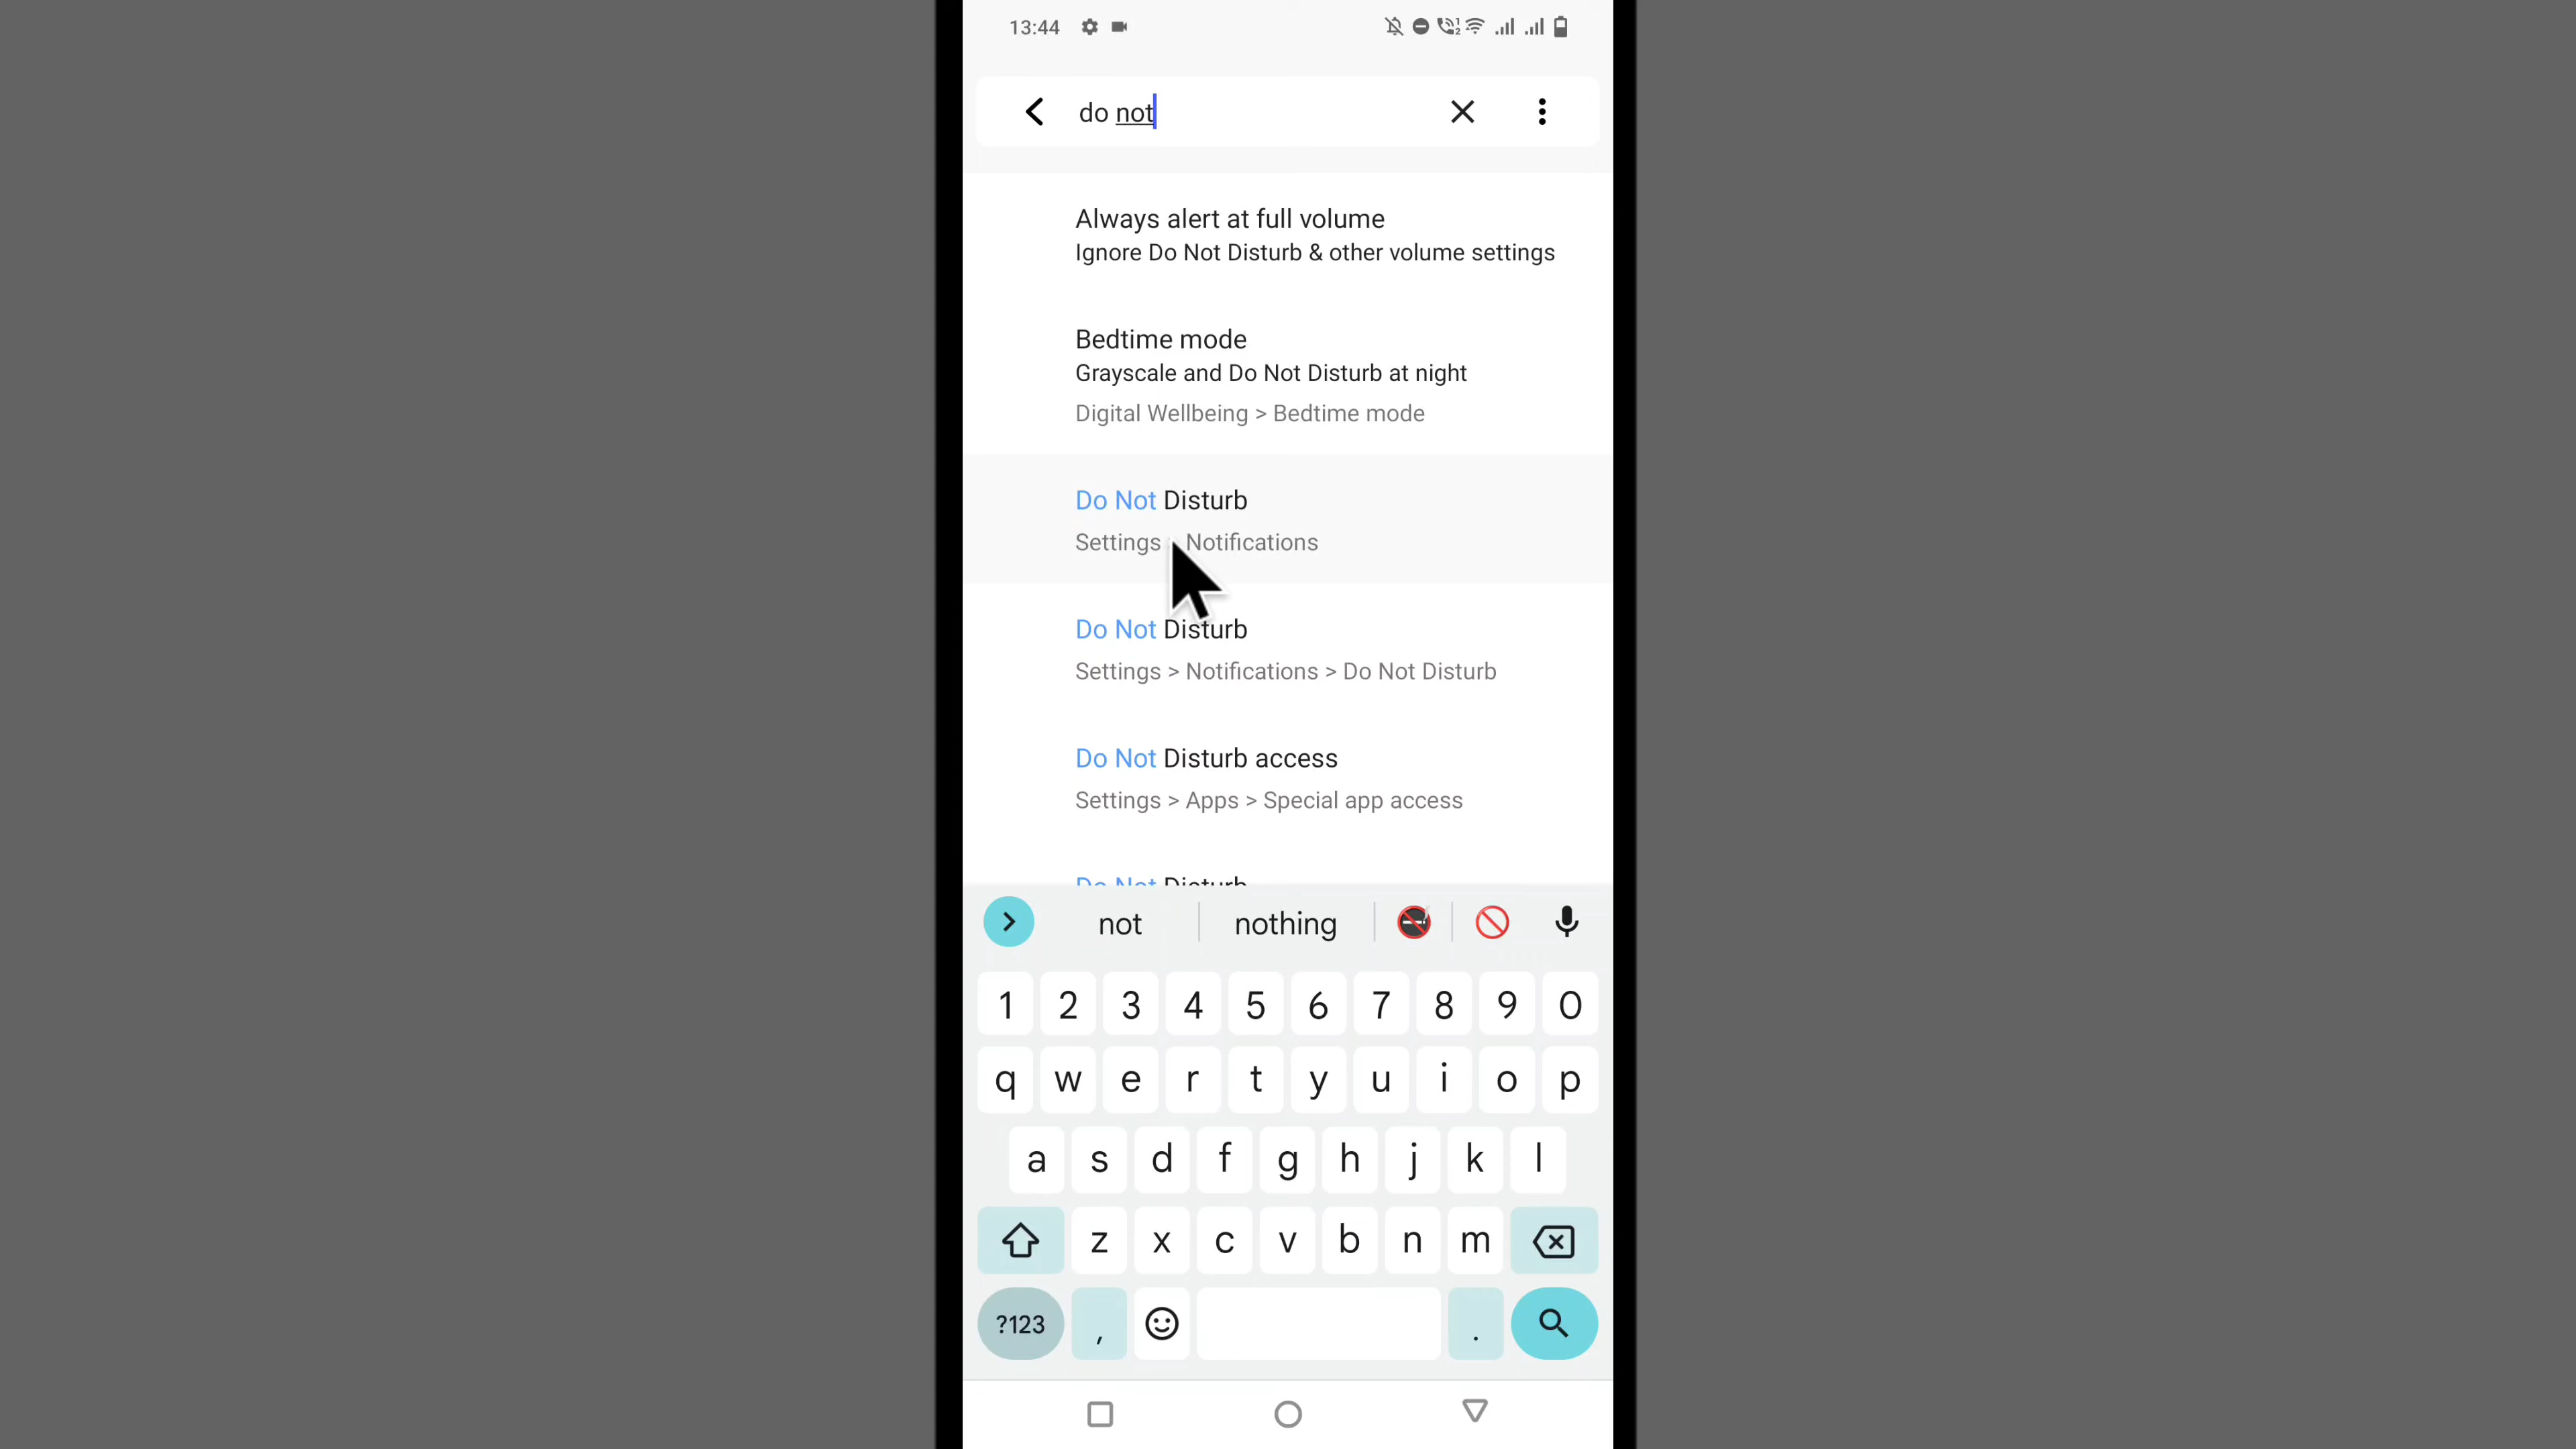 13:44
do not
Always alert at full volume
Ignore Do Not Disturb & other volume settings
Bedtime mode
Grayscale and Do Not Disturb at night
Digital Wellbeing > Bedtime mode
Do Not Disturb
Settings Notifications
Do Not Disturb
Settings > Notifications > Do Not Disturb
Do Not Disturb access
Settings > Apps > Special app access
Do Not Disturb
not nothing
1 2 3 4 5 6 7 8 9 0
q w e r t y u i o p
a s d f g h j k l
z x c v b n m
?123 , .